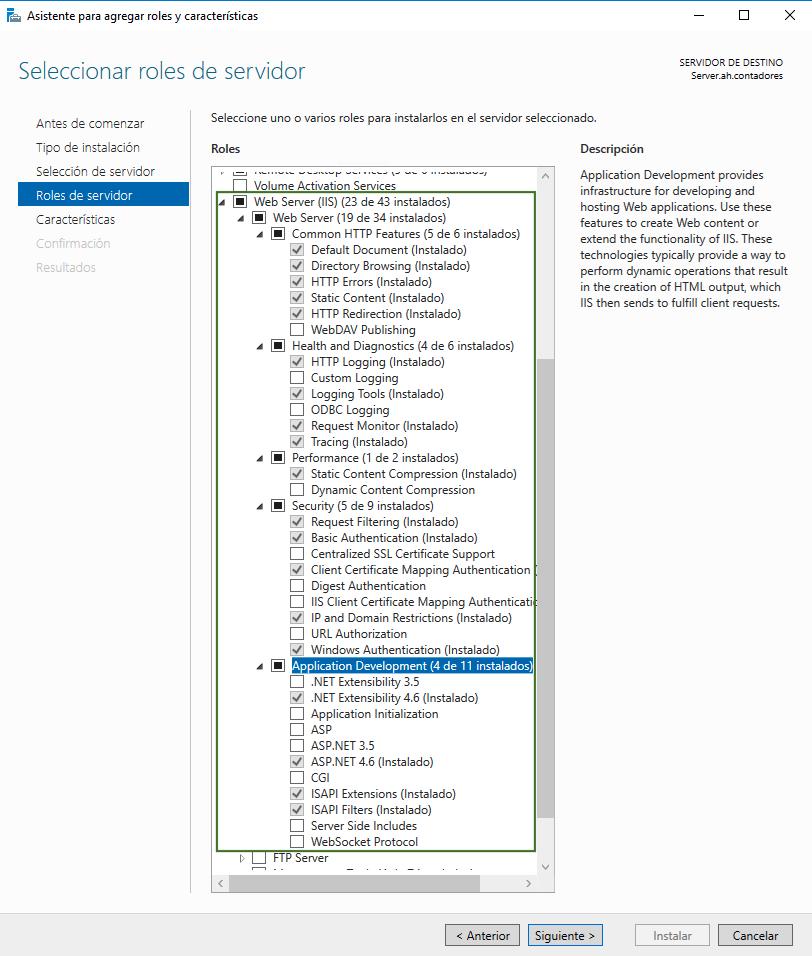 Asistente para agregar roles y características
Seleccionar roles de servidor
SERVIDOR DE DESTINO
Server.ah.contadores
Antes de comenzar
Tipo de instalación
Selección de servidor
Roles de servidor
Características
Confirmación
Resultados
Seleccione uno o varios roles para instalarlos en el servidor seleccionado.
Roles
Volume Activation Services
Web Server (IIS) (23 de 43 instalados)
Web Server (19 de 34 instalados)
Common HTTP Features (5 de 6 instalados)
Default Document (Instalado)
Directory Browsing (Instalado)
HTTP Errors (Instalado)
Static Content (Instalado)
HTTP Redirection (Instalado)
WebDAV Publishing
Health and Diagnostics (4 de 6 instalados)
HTTP Logging (Instalado)
Custom Logging
Logging Tools (Instalado)
ODBC Logging
Request Monitor (Instalado)
Tracing (Instalado)
Performance (1 de 2 instalados)
Static Content Compression (Instalado)
Dynamic Content Compression
Security (5 de 9 instalados)
Request Filtering (Instalado)
Basic Authentication (Instalado)
Centralized SSL Certificate Support
Client Certificate Mapping Authentication (
Digest Authentication
IIS Client Certificate Mapping Authenticatio
IP and Domain Restrictions (Instalado)
URL Authorization
Windows Authentication (Instalado)
Application Development (4 de 11 instalados)
.NET Extensibility 3.5
.NET Extensibility 4.6 (Instalado)
Application Initialization
ASP
ASP.NET 3.5
ASP.NET 4.6 (Instalado)
CGI
ISAPI Extensions (Instalado)
ISAPI Filters (Instalado)
Server Side Includes
WebSocket Protocol
FTP Server
Descripción
Application Development provides
infrastructure for developing and
hosting Web applications. Use these
features to create Web content or
extend the functionality of IIS. These
technologies typically provide a way to
perform dynamic operations that result
in the creation of HTML output, which
IIS then sends to fulfill client requests.
< Anterior
Siguiente >
Instalar
Cancelar